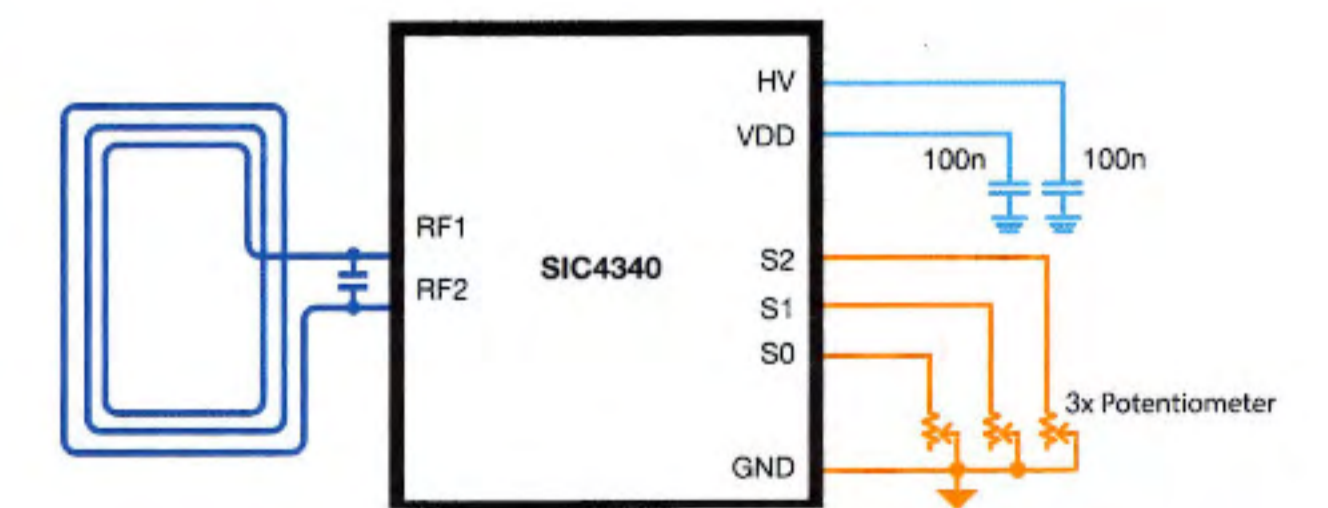 HV
VDD
100n
100n
RF1
RF2
SIC4340
S2
S1
S0
3x Potentiometer
GND